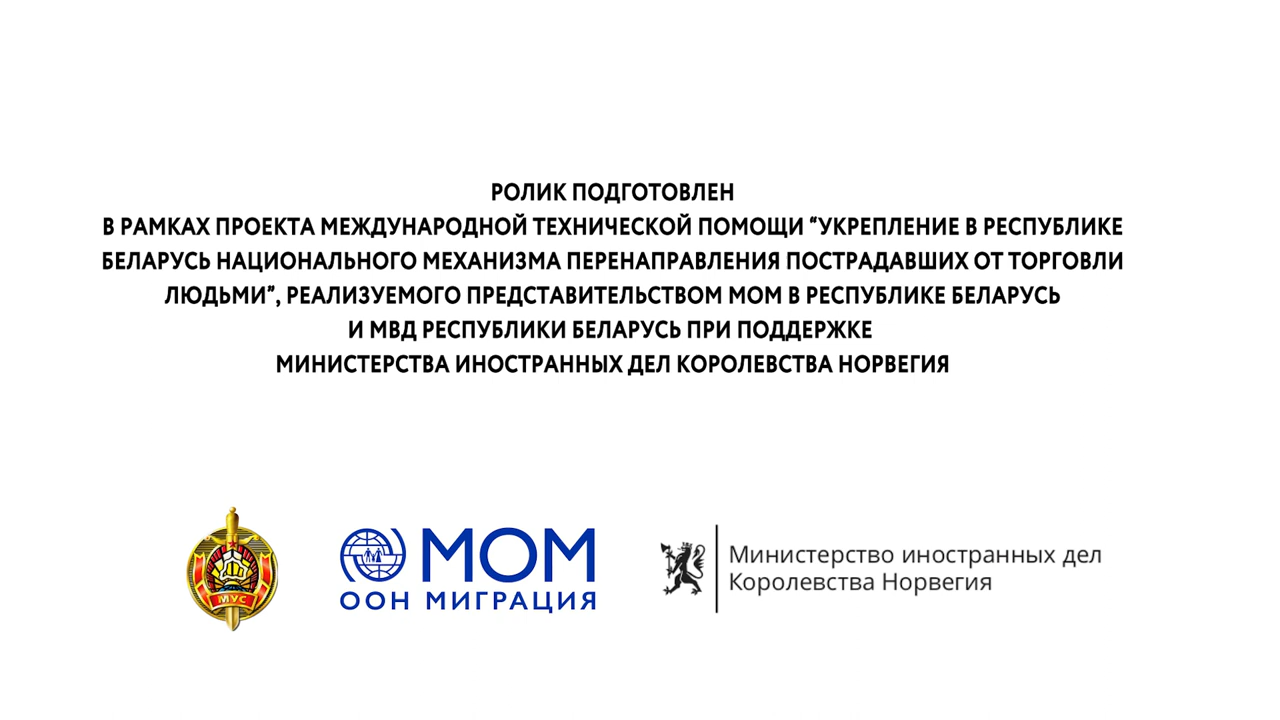 РОЛИК ПОДГОТОВЛЕН
В РАМКАХ ПРОЕКТА МЕЖДУНАРОДНОЙ ТЕХНИЧЕСКОЙ ПОМОЩИ “УКРЕПЛЕНИЕ В РЕСПУБЛИКЕ
БЕЛАРУСЬ НАЦИОНАЛЬНОГО МЕХАНИЗМА ПЕРЕНАПРАВЛЕНИЯ ПОСТРАДАВШИХ ОТ ТОРГОВЛИ
ЛЮДЬМИ”, РЕАЛИЗУЕМОГО ПРЕДСТАВИТЕЛЬСТВОМ МОМ В РЕСПУБЛИКЕ БЕЛАРУСЬ
И МВД РЕСПУБЛИКИ БЕЛАРУСЬ ПРИ ПОДДЕРЖКЕ
МИНИСТЕРСТВА ИНОСТРАННЫХ ДЕЛ КОРОЛЕВСТВА НОРВЕГИЯ
МУС
МОМ
ООН МИГРАЦИЯ
Министерство иностранных дел
Королевства Норвегия